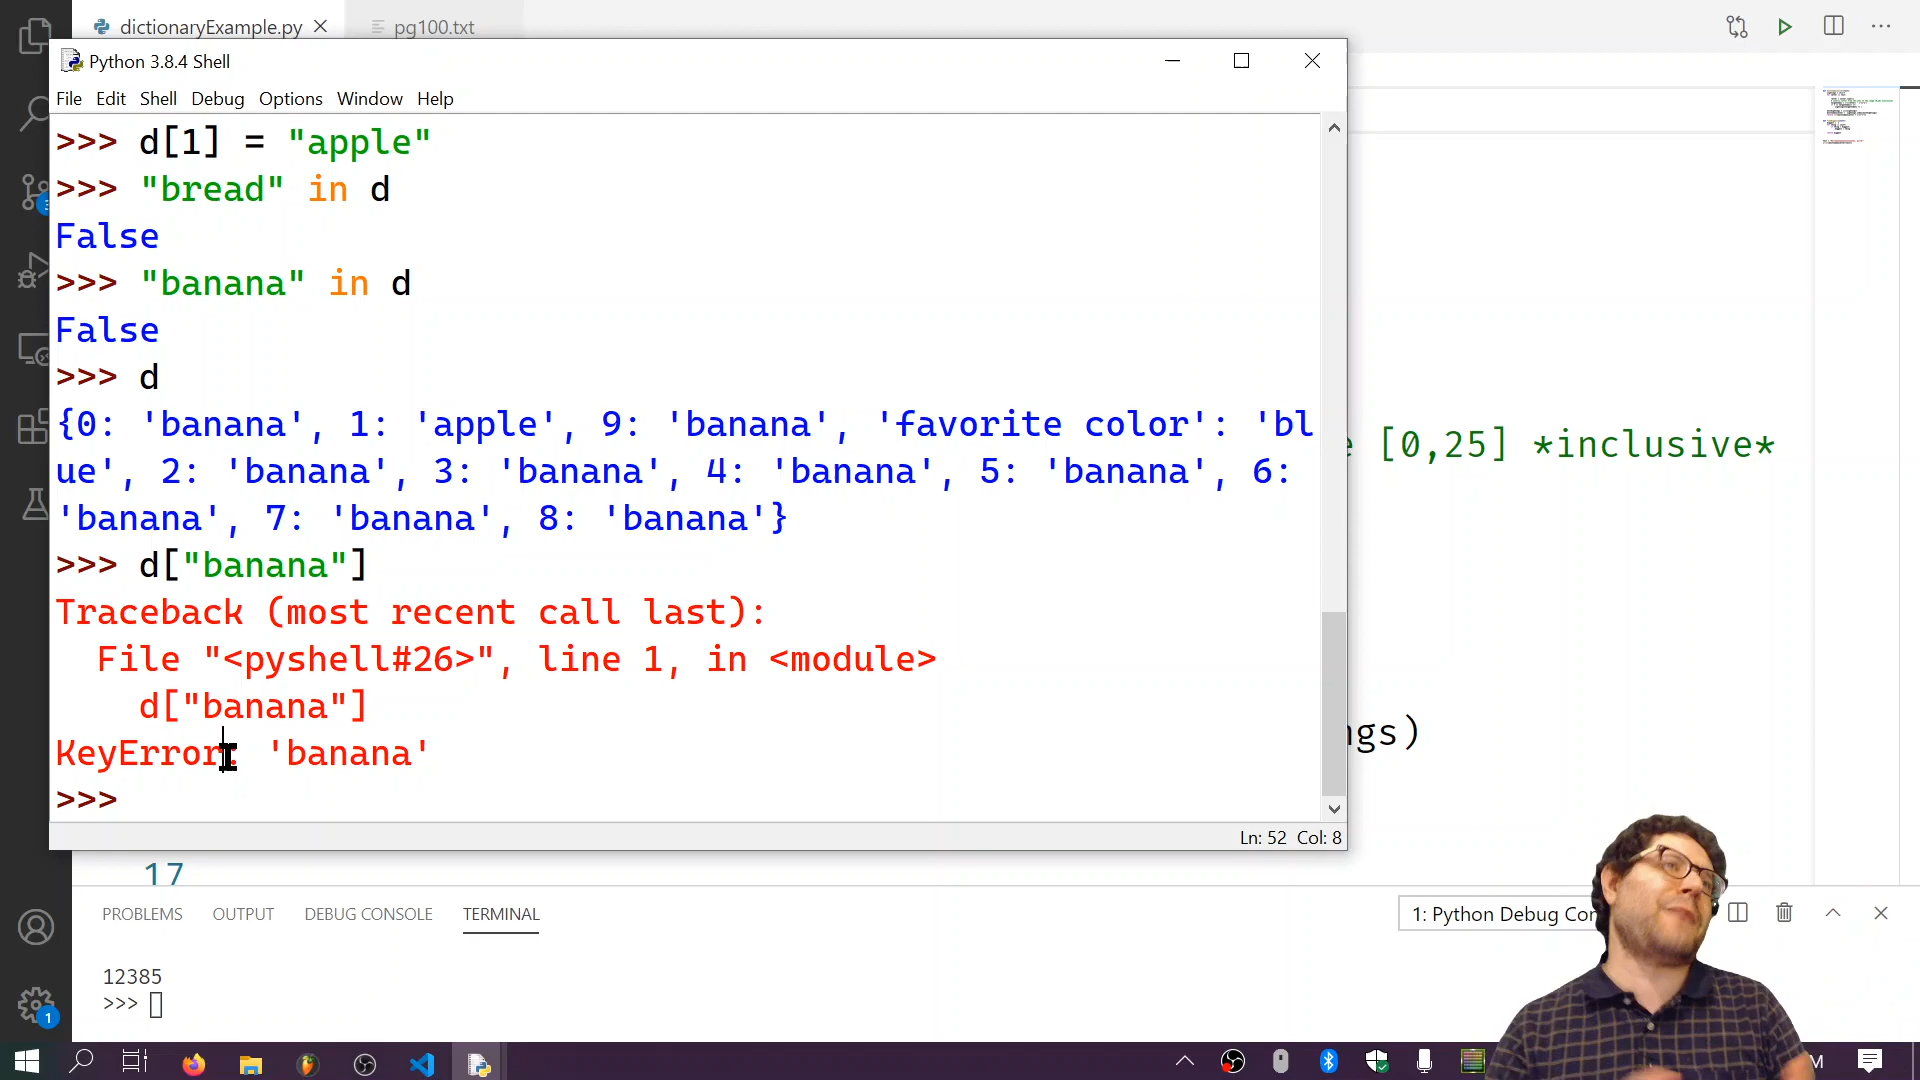 dictionaryExample.py
pg100.txt
Python 3.8.4 Shell
File Edit Shell Debug Options Window Help
>>> d[1] = "apple"
>>> "bread" in d
False
>>> "banana" in d
False
>>> d
{0: 'banana', 1: 'apple', 9: 'banana', 'favorite color': 'bl
ue', 2: 'banana', 3: 'banana', 4: 'banana', 5: 'banana', 6:
'banana', 7: 'banana', 8: 'banana'}
>>> d["banana"]
Traceback (most recent call last):
File "<pyshell#26>", line 1, in <module>
d["banana"]
KeyError: 'banana'
>>>
Ln: 52 Col: 8
[0,25] *inclusive*
ngs)
17
PROBLEMS OUTPUT DEBUG CONSOLE TERMINAL
1: Python Debug Con
12385
>>>
1
M